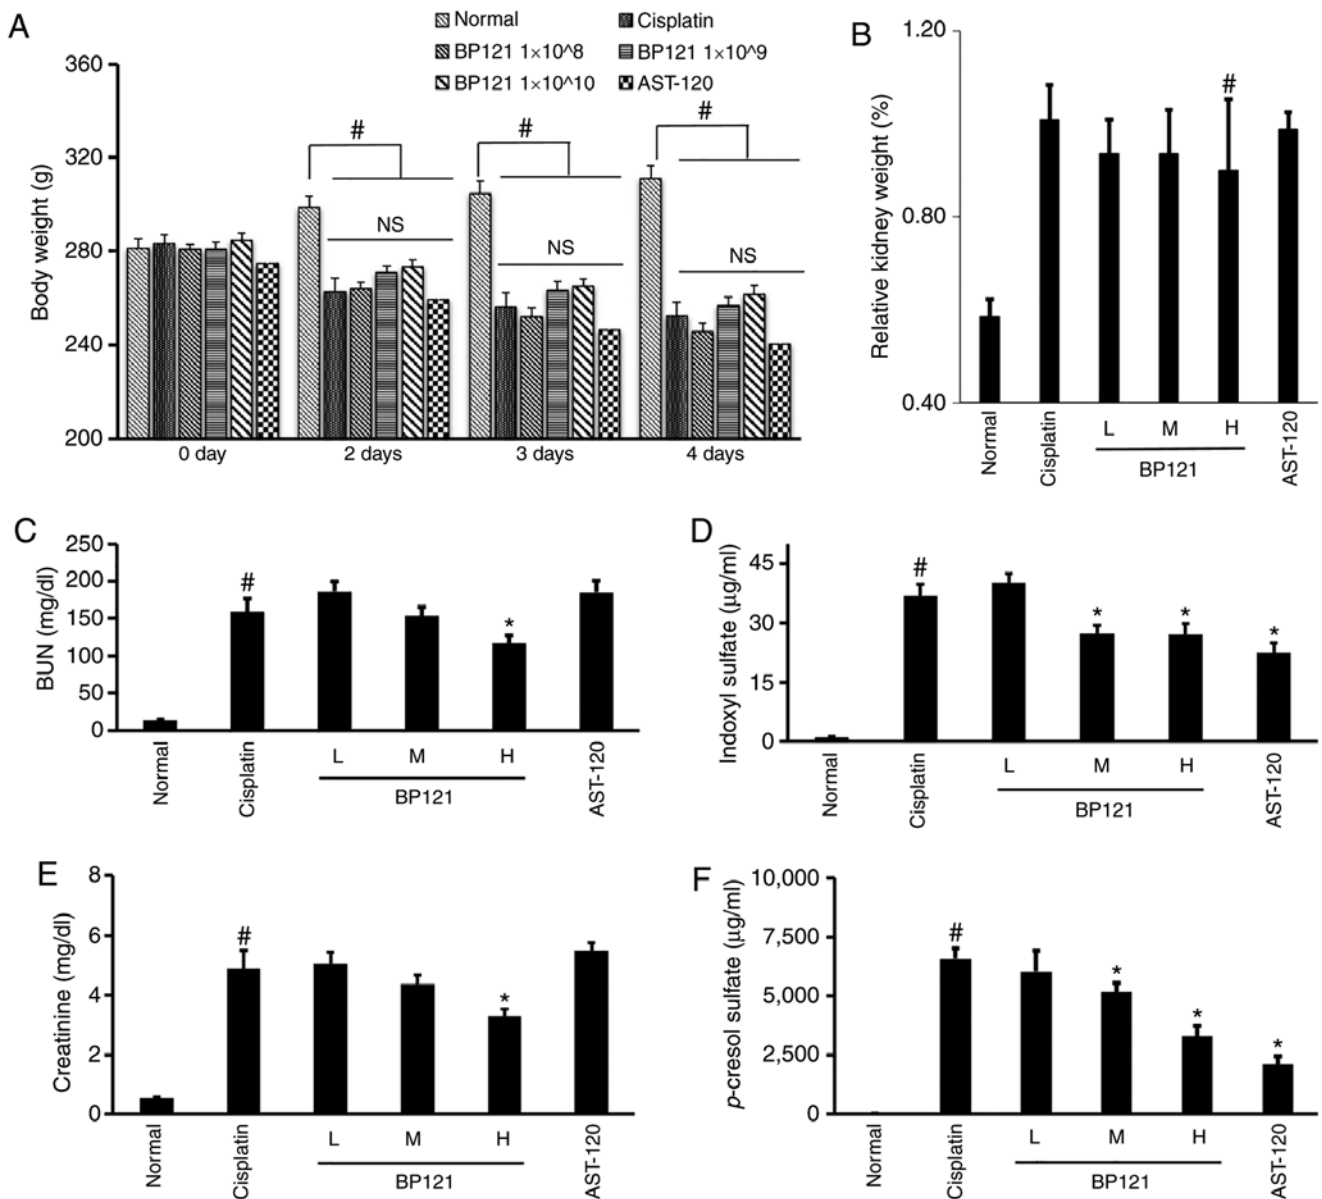 A
Normal
Cisplatin
BP121 1×10^8
BP121 1×10^9
BP121 1×10^10
AST-120
Body weight (g)
360
320
280
240
200
#
#
#
NS
NS
NS
0 day
2 days
3 days
4 days
B
Relative kidney weight (%)
1.20
0.80
0.40
#
Normal
Cisplatin
L
M
H
AST-120
BP121
C
BUN (mg/dl)
250
200
150
100
50
0
#
*
Normal
Cisplatin
L
M
H
AST-120
BP121
D
Indoxyl sulfate (µg/ml)
45
30
15
0
#
*
*
*
Normal
Cisplatin
L
M
H
AST-120
BP121
E
Creatinine (mg/dl)
8
6
4
2
0
#
*
Normal
Cisplatin
L
M
H
AST-120
BP121
F
p-cresol sulfate (µg/ml)
10,000
7,500
5,000
2,500
0
#
*
*
*
Normal
Cisplatin
L
M
H
AST-120
BP121